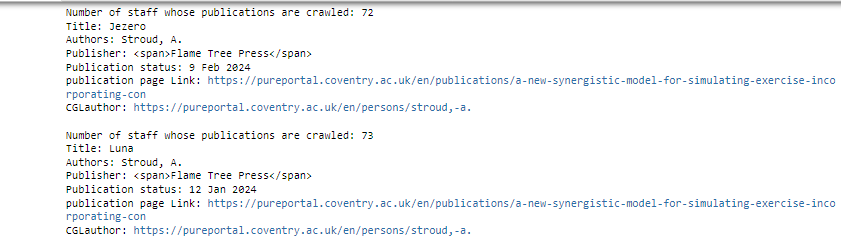 Number of staff whose publications are crawled: 72
Title: Jezero
Authors: Stroud, A.
Publisher: <span>Flame Tree Press</span>
Publication status: 9 Feb 2024
publication page Link: https://pureportal.coventry.ac.uk/en/publications/a-new-synergistic-model-for-simulating-exercise-inco
rporating-con
CGLauthor: https://pureportal.coventry.ac.uk/en/persons/stroud,-a.
Number of staff whose publications are crawled: 73
Title: Luna
Authors: Stroud, A.
Publisher: <span>Flame Tree Press</span>
Publication status: 12 Jan 2024
publication page Link: https://pureportal.coventry.ac.uk/en/publications/a-new-synergistic-model-for-simulating-exercise-inco
rporating-con
CGLauthor: https://pureportal.coventry.ac.uk/en/persons/stroud,-a.